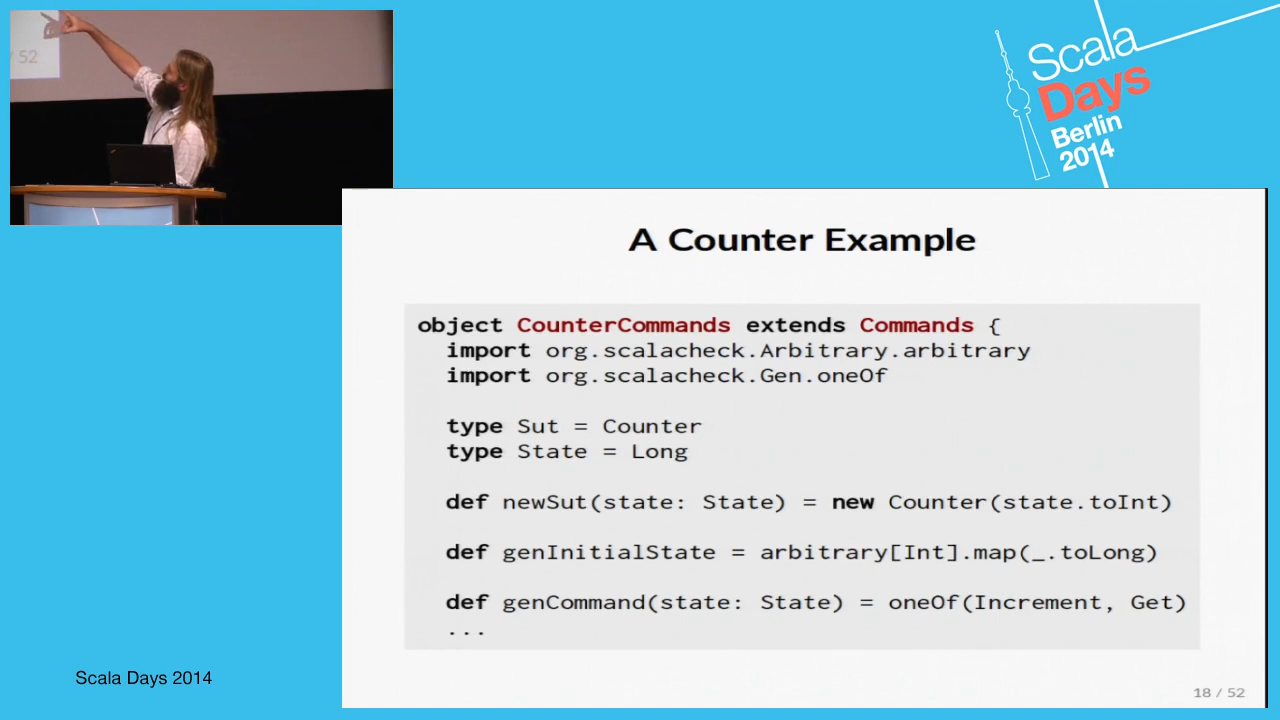 / 52
Scala
Days
Berlin
2014
A Counter Example
object CounterCommands extends Commands {
import org.scalacheck.Arbitrary.arbitrary
import org.scalacheck.Gen.oneOf
type Sut = Counter
type State = Long
def newSut(state: State) = new Counter(state.toInt)
def genInitialState = arbitrary[Int].map(_.toLong)
def genCommand(state: State) = oneOf(Increment, Get)
...
18 / 52
Scala Days 2014